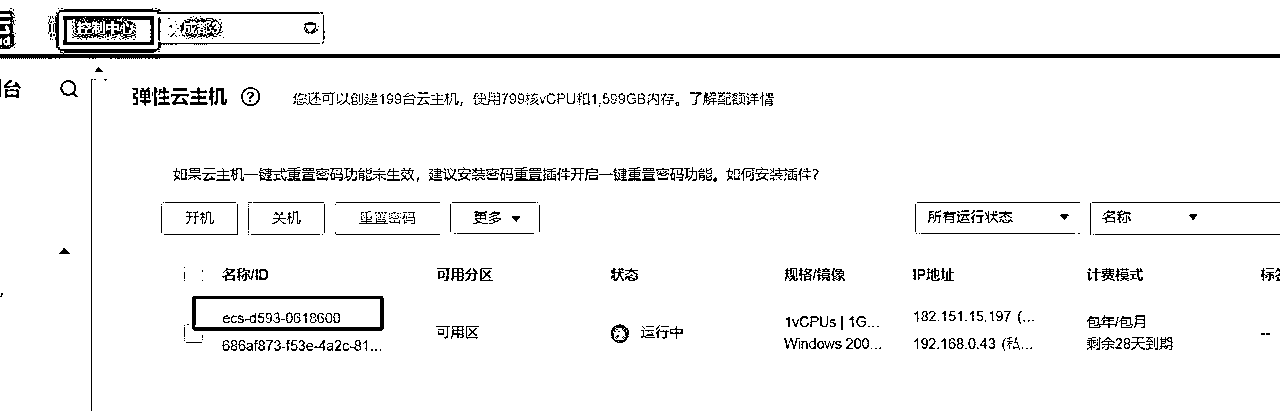 云 控制中心 成都3
台 弹性云主机 ? 您还可以创建199台云主机，使用799核vCPU和1,599GB内存。了解配额详情
如果云主机一键式重置密码功能未生效，建议安装密码重置插件开启一键重置密码功能。如何安装插件?
开机 关机 重置密码 更多 所有运行状态 名称
名称/ID 可用分区 状态 规格/镜像 IP地址 计费模式 标签
ecs-d593-0618600 可用区 运行中 1vCPUs | 1G... 182.151.15.197 (... 包年/包月 --
686af873-f53e-4a2c-81... Windows 200... 192.168.0.43 (私... 剩余28天到期